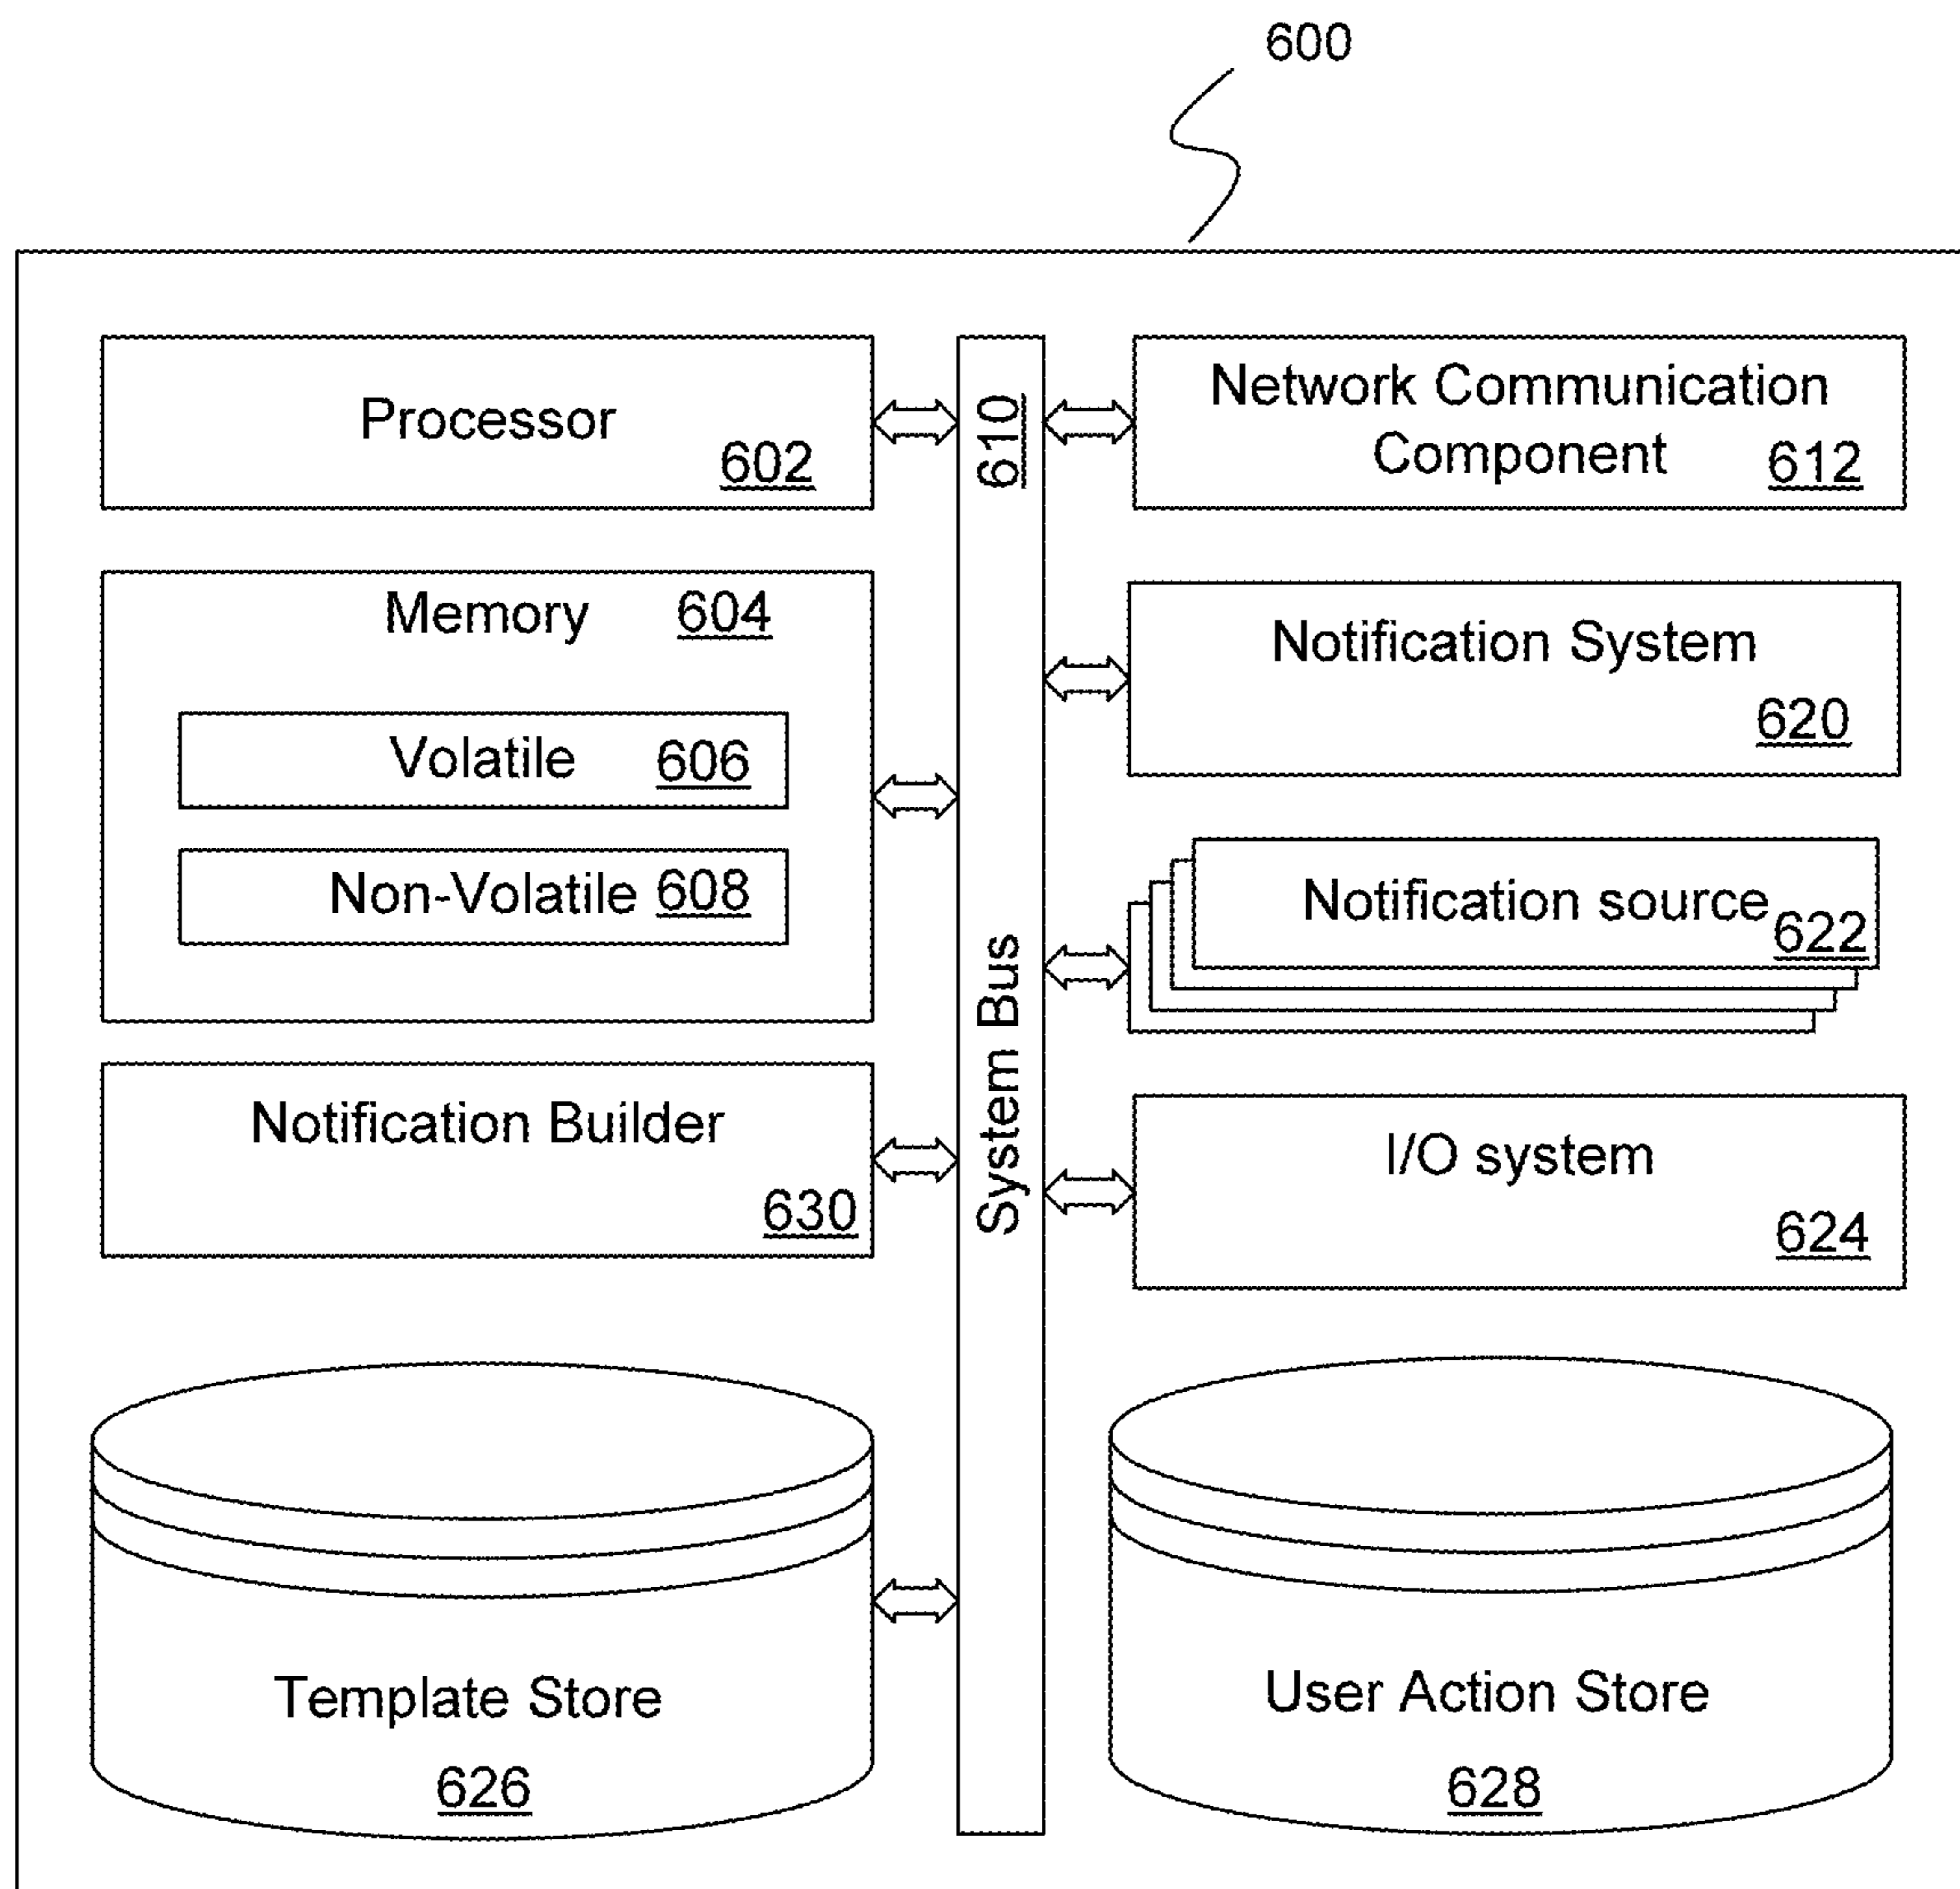 600
Processor
602
Memory 604
Volatile 606
Non-Volatile 608
Notification Builder
630
Template Store
626
610
System Bus
Network Communication
Component 612
Notification System
620
Notification source
622
I/O system
624
User Action Store
628